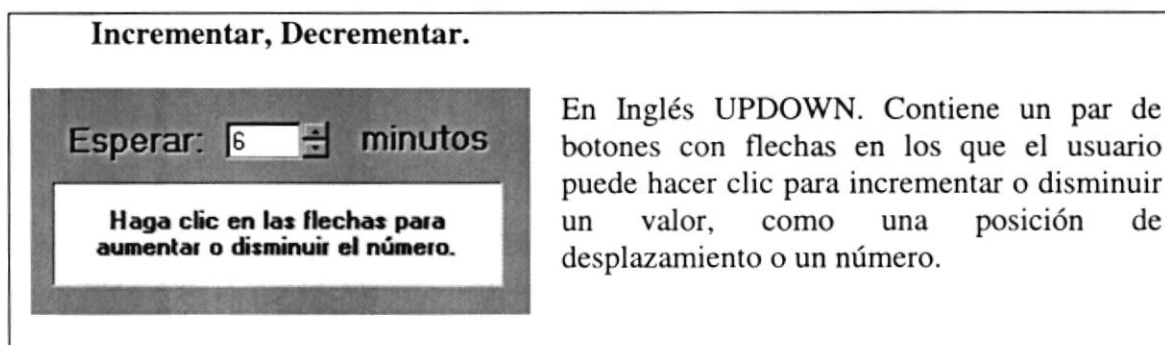 Incrementar, Decrementar.
Esperar: 6 minutos
Haga clic en las flechas para
aumentar o disminuir el número.
En Inglés UPDOWN. Contiene un par de
botones con flechas en los que el usuario
puede hacer clic para incrementar o disminuir
un valor, como una posición de
desplazamiento o un número.